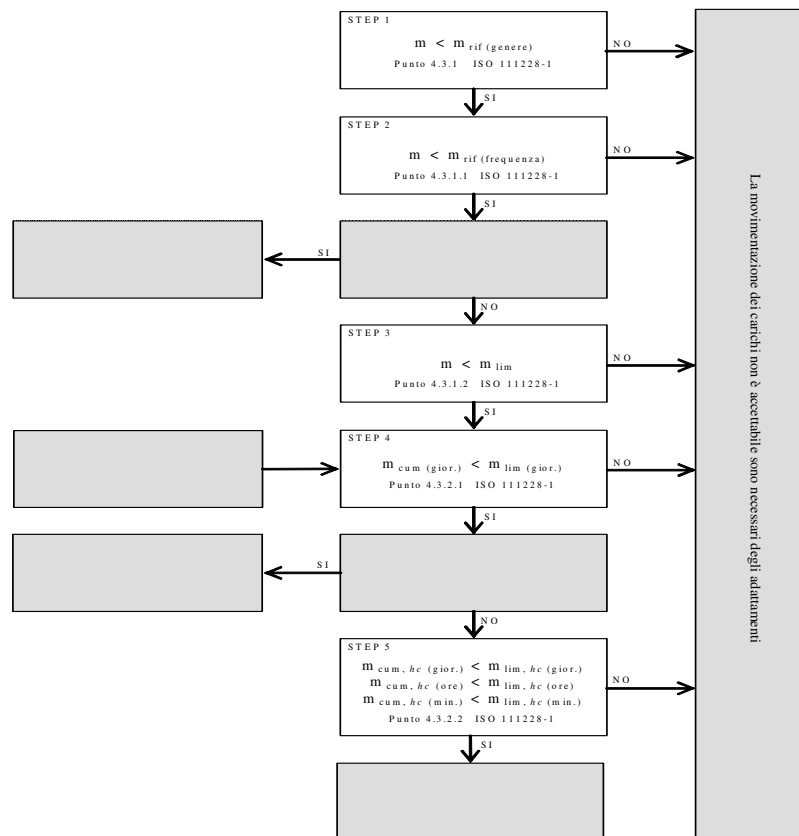 STEP 1
m < m rif (genere)
Punto 4.3.1 ISO 111228-1
NO
SI
STEP 2
m < m rif (frequenza)
Punto 4.3.1.1 ISO 111228-1
NO
SI
SI
NO
STEP 3
m < m lim
Punto 4.3.1.2 ISO 111228-1
NO
SI
STEP 4
m cum (gior.) < m lim (gior.)
Punto 4.3.2.1 ISO 111228-1
NO
SI
SI
NO
STEP 5
m cum, hc (gior.) < m lim, hc (gior.)
m cum, hc (ore) < m lim, hc (ore)
m cum, hc (min.) < m lim, hc (min.)
Punto 4.3.2.2 ISO 111228-1
NO
SI
La movimentazione dei carichi non è accettabile sono necessari degli adattamenti